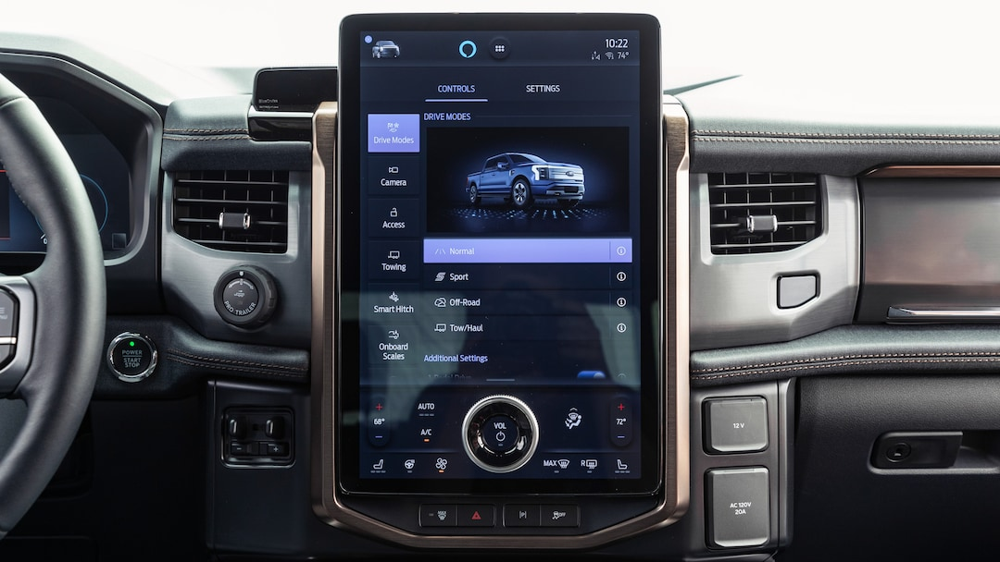 10:22
74°
CONTROLS
SETTINGS
DRIVE MODES
Drive Modes
Camera
Access
Towing
Smart Hitch
Onboard
Scales
Normal
Sport
Off-Road
Tow/Haul
Additional Settings
68°
AUTO
A/C
VOL
72°
MAX
R
PRO TRAILER
POWER
START
STOP
12 V
AC 120V
20A
MAX
P
OFF